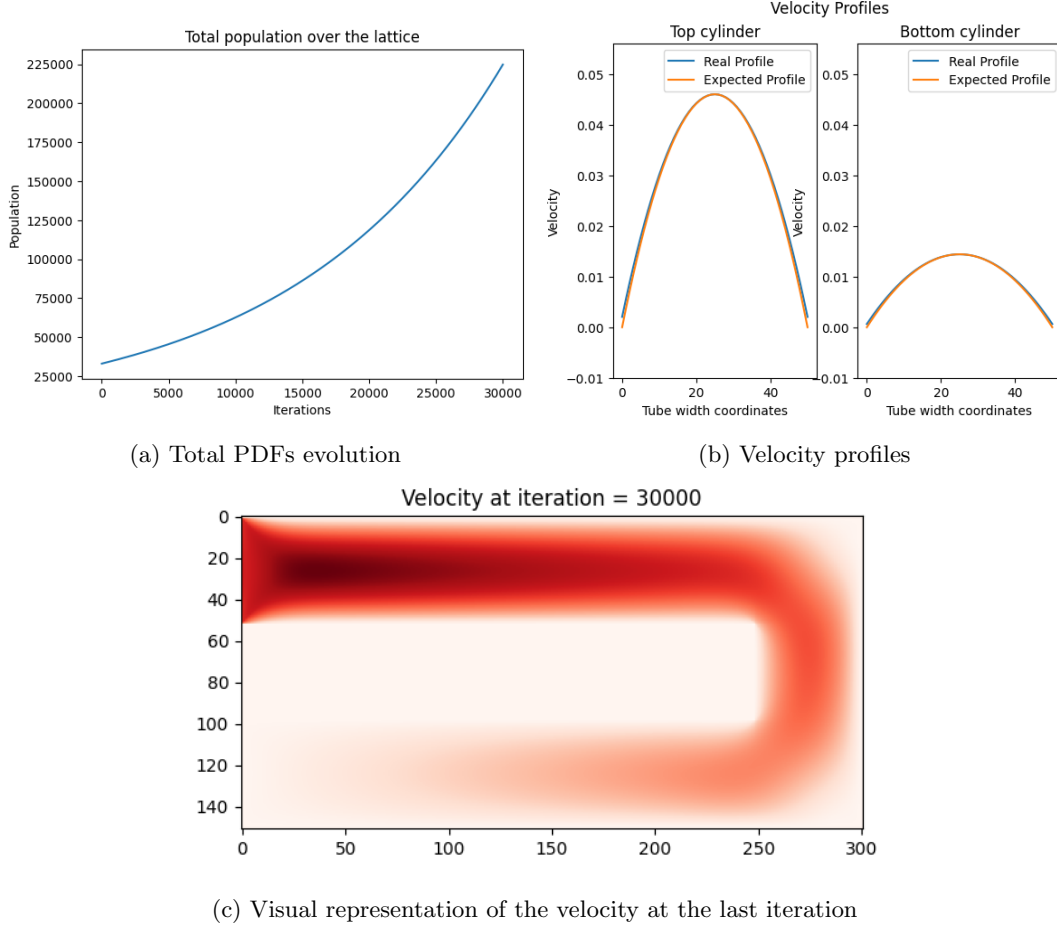 Total population over the lattice
Population
225000
200000
175000
150000
125000
100000
75000
50000
25000
0 5000 10000 15000 20000 25000 30000
Iterations
(a) Total PDFs evolution
Velocity Profiles
Top cylinder
Real Profile
Expected Profile
Velocity
0.05
0.04
0.03
0.02
0.01
0.00
−0.01
0 20 40
Tube width coordinates
Bottom cylinder
Real Profile
Expected Profile
Velocity
0.05
0.04
0.03
0.02
0.01
0.00
−0.01
0 20 40
Tube width coordinates
(b) Velocity profiles
Velocity at iteration = 30000
0
20
40
60
80
100
120
140
0 50 100 150 200 250 300
(c) Visual representation of the velocity at the last iteration